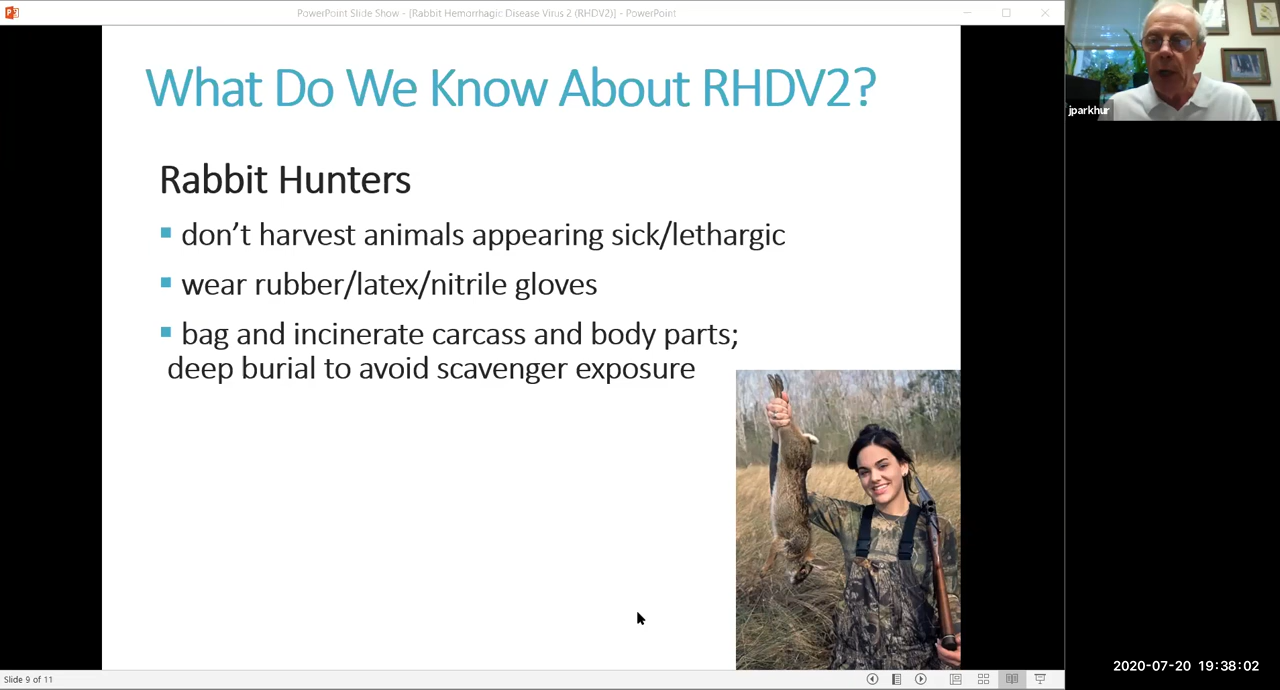 PowerPoint Slide Show - [Rabbit Hemorrhagic Disease Virus 2 (RHDV2)] - PowerPoint
What Do We Know About RHDV2?
jparkhur
Rabbit Hunters
don't harvest animals appearing sick/lethargic
wear rubber/latex/nitrile gloves
bag and incinerate carcass and body parts;
deep burial to avoid scavenger exposure
2020-07-20 19:38:02
Slide 9 of 11